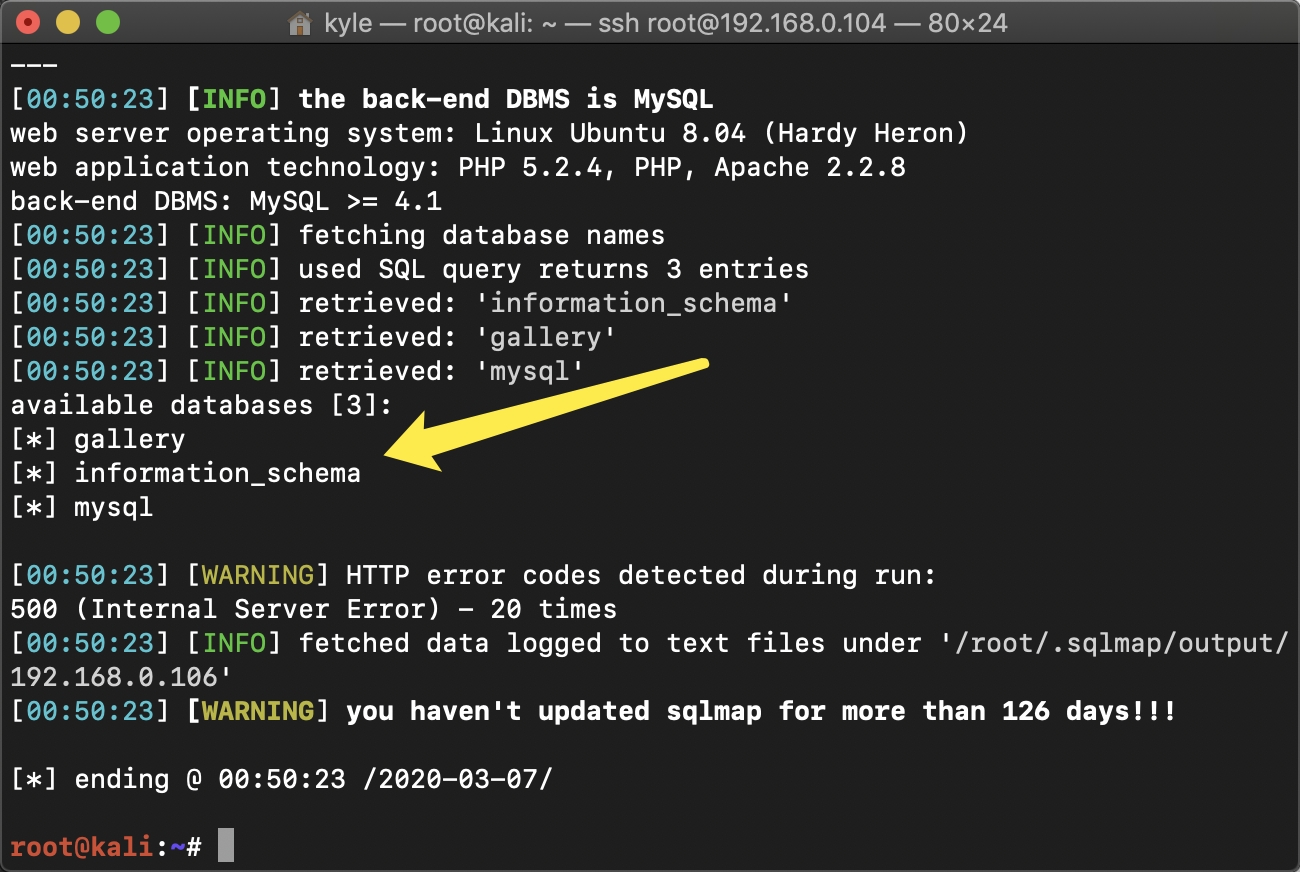 kyle — root@kali: ~ — ssh root@192.168.0.104 — 80×24
---
[00:50:23] [INFO] the back-end DBMS is MySQL
web server operating system: Linux Ubuntu 8.04 (Hardy Heron)
web application technology: PHP 5.2.4, PHP, Apache 2.2.8
back-end DBMS: MySQL >= 4.1
[00:50:23] [INFO] fetching database names
[00:50:23] [INFO] used SQL query returns 3 entries
[00:50:23] [INFO] retrieved: 'information_schema'
[00:50:23] [INFO] retrieved: 'gallery'
[00:50:23] [INFO] retrieved: 'mysql'
available databases [3]:
[*] gallery
[*] information_schema
[*] mysql
[00:50:23] [WARNING] HTTP error codes detected during run:
500 (Internal Server Error) - 20 times
[00:50:23] [INFO] fetched data logged to text files under '/root/.sqlmap/output/
192.168.0.106'
[00:50:23] [WARNING] you haven't updated sqlmap for more than 126 days!!!
[*] ending @ 00:50:23 /2020-03-07/
root@kali:~#